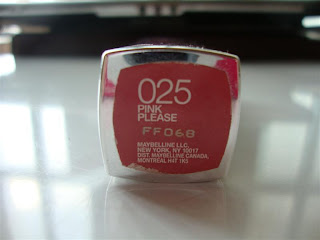 025
PINK
PLEASE
FF068
MAYBELLINE LLC.
NEW YORK, NY 10017
DIST. MAYBELLINE CANADA,
MONTREAL H4T 1K5